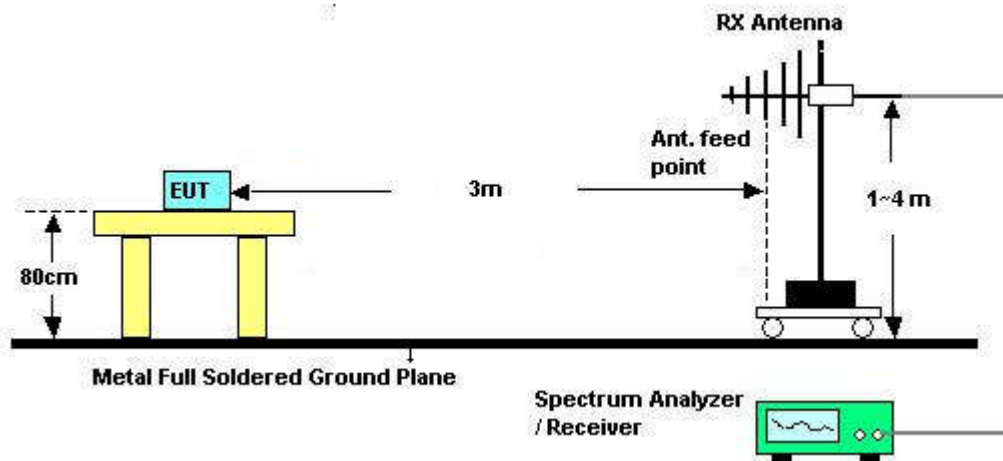 RX Antenna
Ant. feed
point
EUT
3m
1~4 m
80cm
Metal Full Soldered Ground Plane
Spectrum Analyzer
/ Receiver